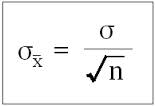 σx̄ = σ / √n